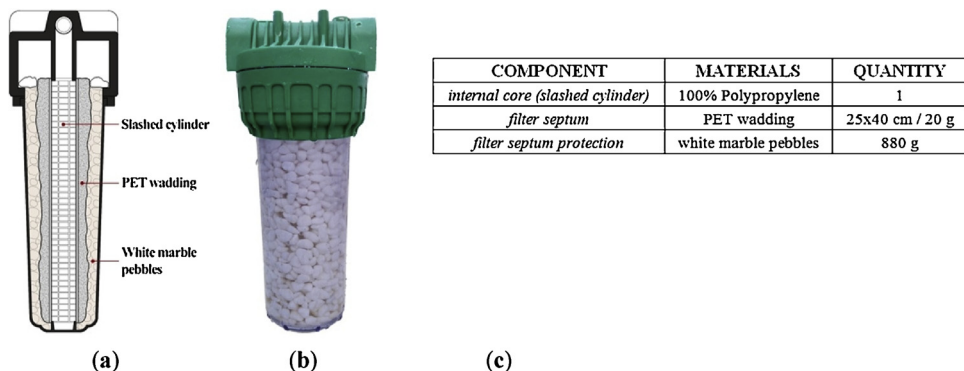 Slashed cylinder
PET wadding
White marble
pebbles
(a)
(b)
COMPONENT MATERIALS QUANTITY
internal core (slashed cylinder) 100% Polypropylene 1
filter septum PET wadding 25x40 cm / 20 g
filter septum protection white marble pebbles 880 g
(c)